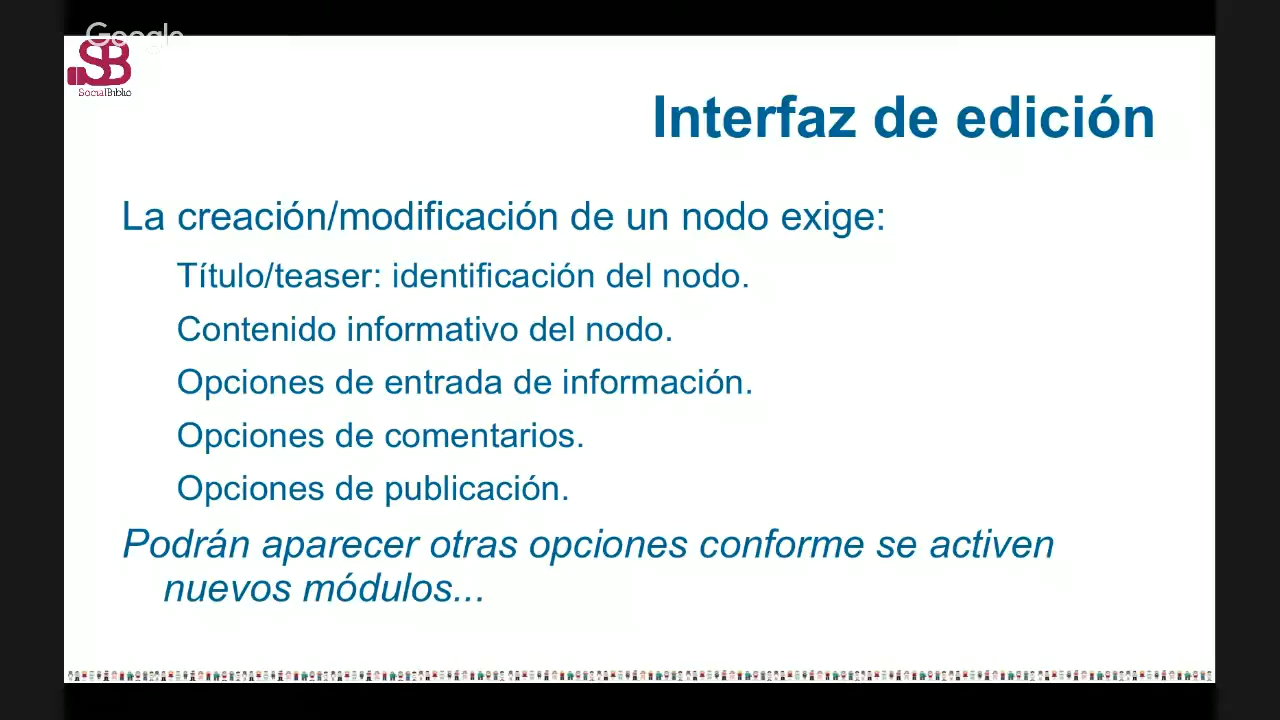 Google
SB
SocialBiblio
Interfaz de edición
La creación/modificación de un nodo exige:
Título/teaser: identificación del nodo.
Contenido informativo del nodo.
Opciones de entrada de información.
Opciones de comentarios.
Opciones de publicación.
Podrán aparecer otras opciones conforme se activen
nuevos módulos...